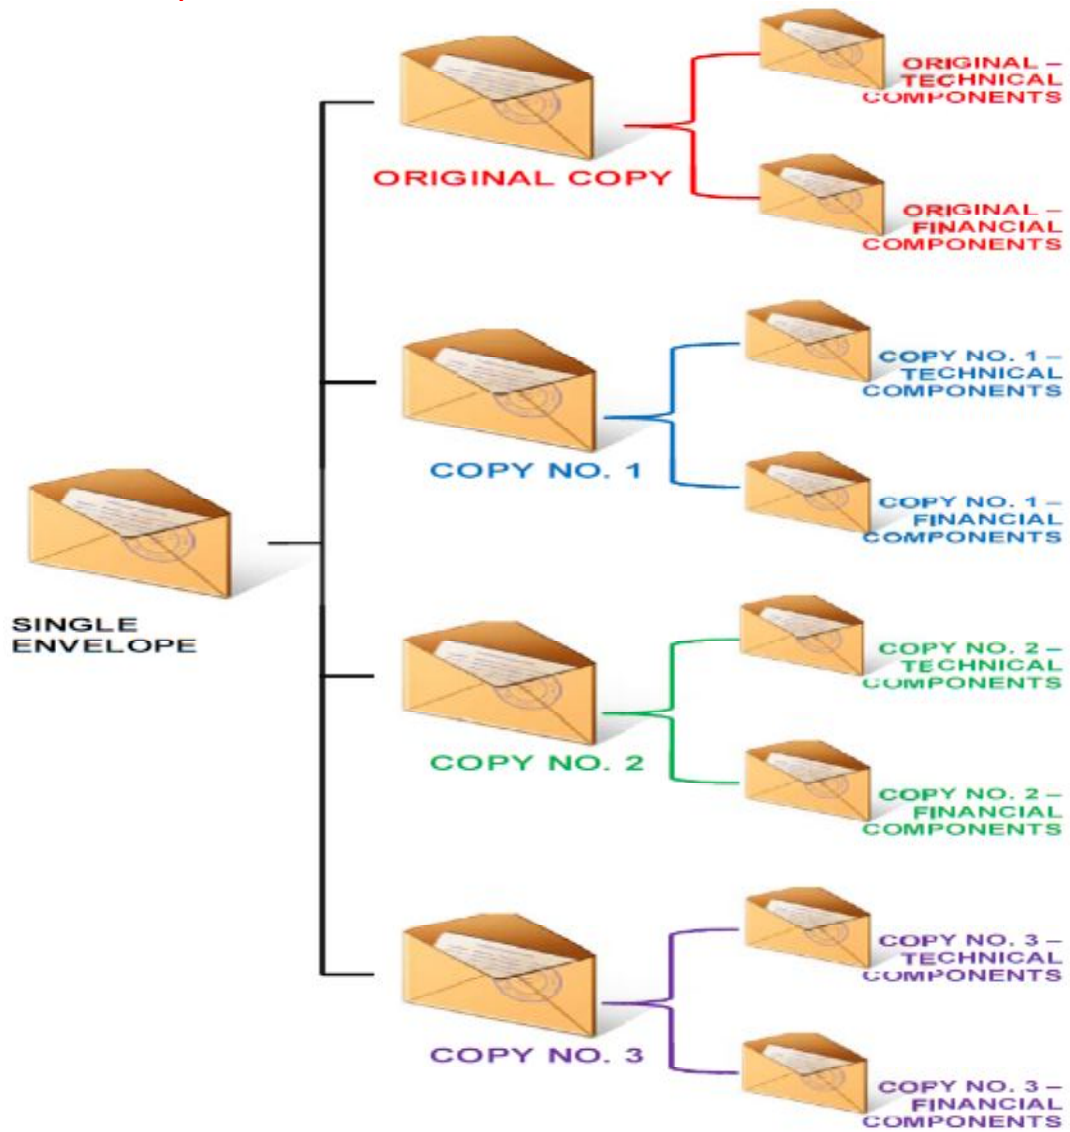 ORIGINAL –
TECHNICAL
COMPONENTS
ORIGINAL COPY
ORIGINAL –
FINANCIAL
COMPONENTS
COPY NO. 1 –
TECHNICAL
COMPONENTS
COPY NO. 1
COPY NO. 1 –
FINANCIAL
COMPONENTS
SINGLE
ENVELOPE
COPY NO. 2 –
TECHNICAL
COMPONENTS
COPY NO. 2
COPY NO. 2 –
FINANCIAL
COMPONENTS
COPY NO. 3 –
TECHNICAL
COMPONENTS
COPY NO. 3
COPY NO. 3 –
FINANCIAL
COMPONENTS